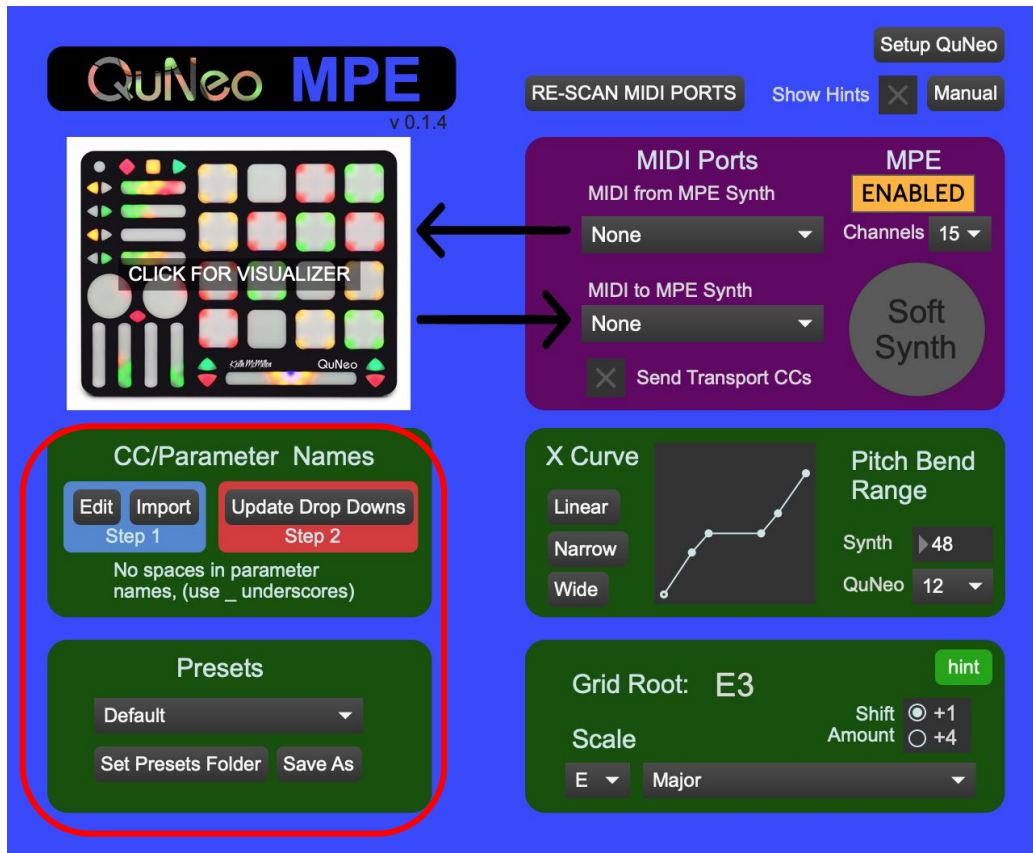 Setup QuNeo
QuNeo MPE
RE-SCAN MIDI PORTS
Show Hints
Manual
v 0.1.4
CLICK FOR VISUALIZER
Keith McMillen
QuNeo
MIDI Ports
MPE
MIDI from MPE Synth
ENABLED
None
Channels 15
MIDI to MPE Synth
None
Soft
Synth
Send Transport CCs
CC/Parameter Names
Edit Import Update Drop Downs
Step 1 Step 2
No spaces in parameter
names, (use _ underscores)
X Curve
Linear
Narrow
Wide
Pitch Bend
Range
Synth 48
QuNeo 12
Presets
Default
Set Presets Folder Save As
hint
Grid Root: E3
Shift +1
Amount +4
Scale
E Major